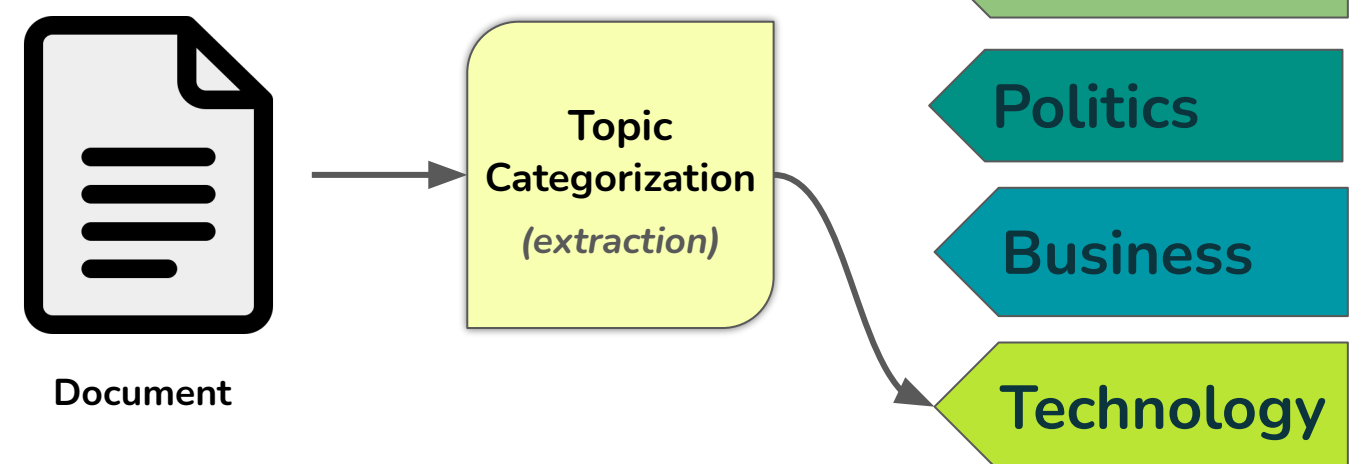 Topic
Categorization
(extraction)
Politics
Business
Technology
Document